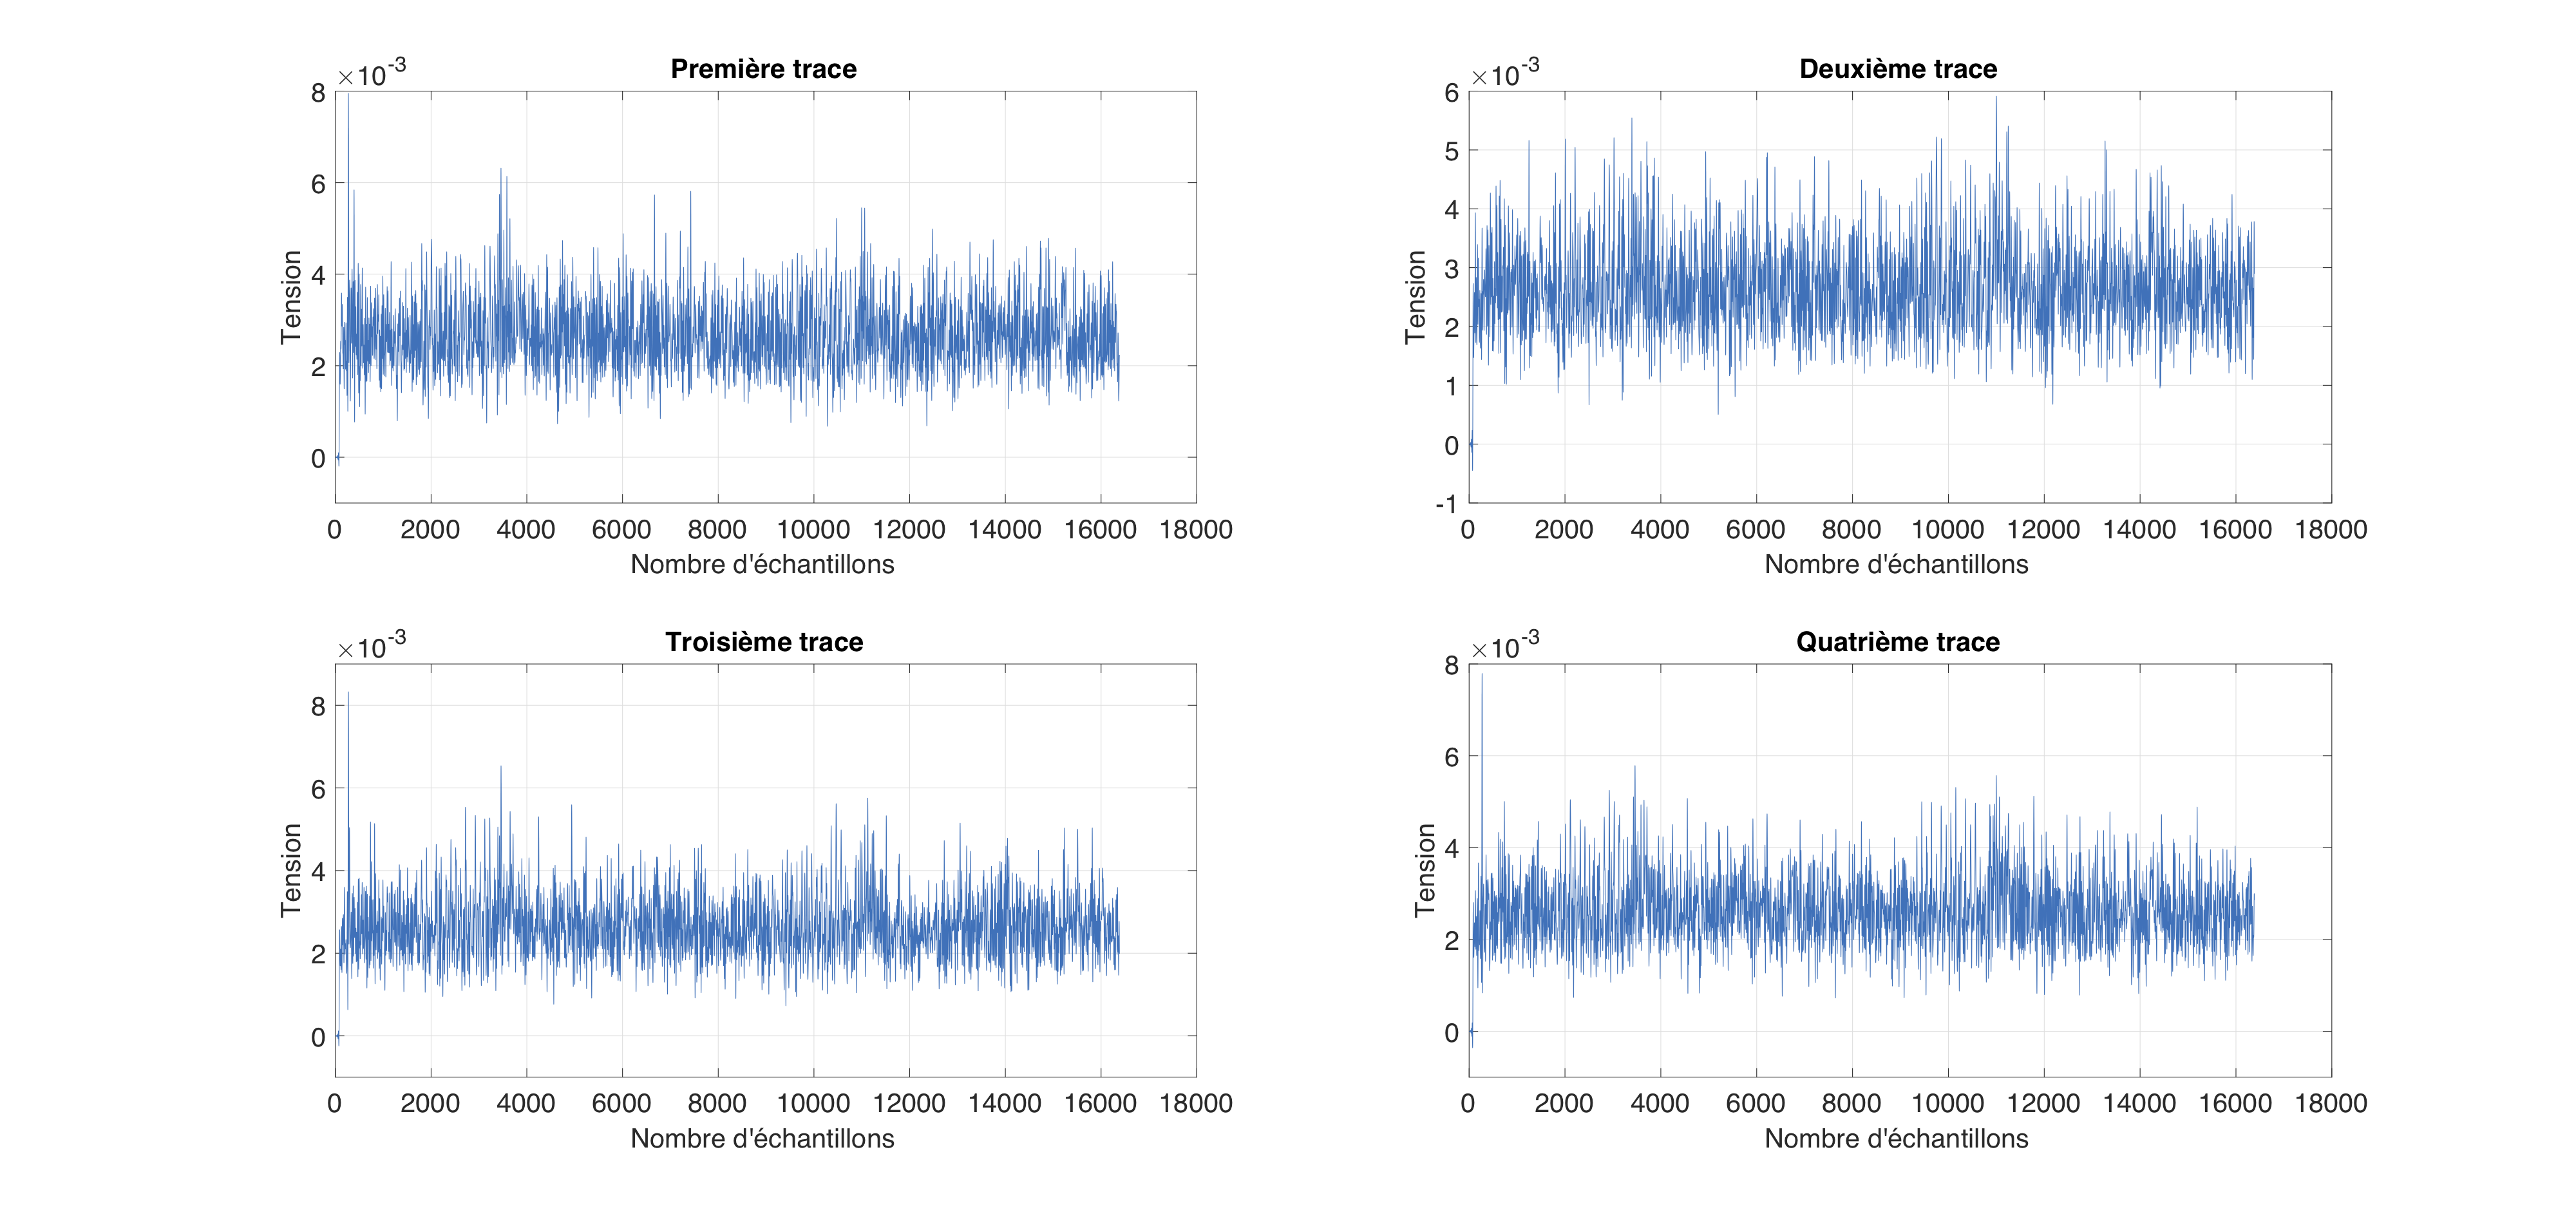 Première trace
×10-3
8
6
4
2
0
Tension
0 2000 4000 6000 8000 10000 12000 14000 16000 18000
Nombre d'échantillons
Deuxième trace
×10-3
6
5
4
3
2
1
0
-1
Tension
0 2000 4000 6000 8000 10000 12000 14000 16000 18000
Nombre d'échantillons
Troisième trace
×10-3
8
6
4
2
0
Tension
0 2000 4000 6000 8000 10000 12000 14000 16000 18000
Nombre d'échantillons
Quatrième trace
×10-3
8
6
4
2
0
Tension
0 2000 4000 6000 8000 10000 12000 14000 16000 18000
Nombre d'échantillons